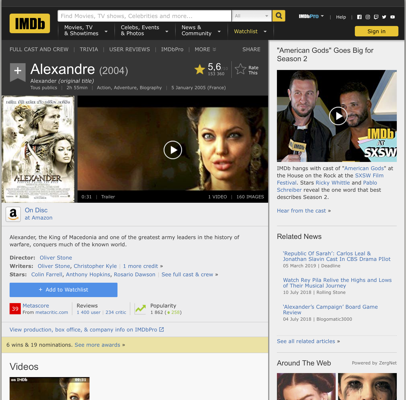 IMDb
Find Movies, TV shows, Celebrities and more...
All
Movies, TV & Showtimes
Celebs, Events & Photos
News & Community
Watchlist
IMDbPro
Help
Sign in
FULL CAST AND CREW | TRIVIA | USER REVIEWS | IMDbPro | MORE
SHARE
Alexandre (2004)
Alexandre (original title)
Tous publics | 2h 55min | Action, Adventure, Biography | 5 January 2005 (France)
5,6
Rate This
ALEXANDER
0:31 | Trailer
1 VIDEO | 160 IMAGES
On Disc
at Amazon
Alexander, the King of Macedonia and one of the greatest army leaders in the history of
warfare, conquers much of the known world.
Director: Oliver Stone
Writers: Oliver Stone, Christopher Kyle | 1 more credit »
Stars: Colin Farrell, Anthony Hopkins, Rosario Dawson | See full cast & crew »
+ Add to Watchlist
39
Metascore
From metacritic.com
Reviews
1 400 user | 234 critic
Popularity
View production, box office, & company info on IMDbPro
6 wins & 19 nominations. See more awards »
Videos
"American Gods" Goes Big for
Season 2
IMDb
AT
SXSW
IMDb hangs with cast of "American Gods" at
the House on the Rock at the SXSW Film
Festival. Stars Ricky Whittle and Pablo
Schreiber reveal the one word that best
describes Season 2.
Hear from the cast »
Related News
'Republic Of Sarah': Carlos Leal &
Jonathan Slavin Cast In CBS Drama Pilot
05 March 2019 | Deadline
Watch Rey Pila Relive the Highs and Lows
of Their Musical Journey
10 July 2018 | Rolling Stone
'Alexander's Campaign' Board Game
Review
04 July 2018 | Blogomatic3000
See all related articles »
Around The Web
Powered by ZergNet